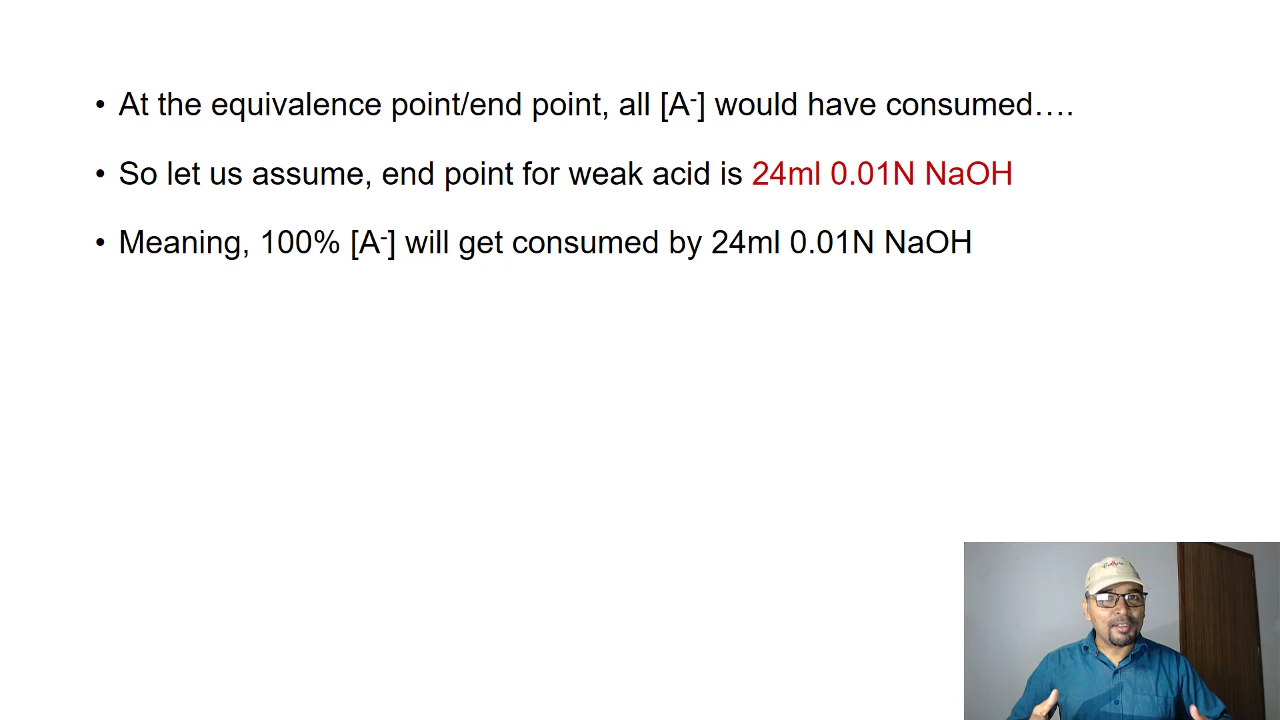 • At the equivalence point/end point, all [A-] would have consumed….
• So let us assume, end point for weak acid is 24ml 0.01N NaOH
• Meaning, 100% [A-] will get consumed by 24ml 0.01N NaOH